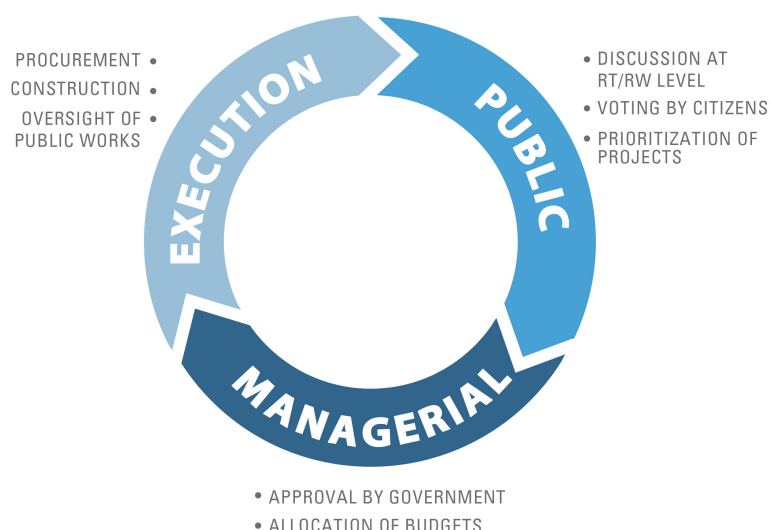 EXECUTION
• PROCUREMENT
• CONSTRUCTION
• OVERSIGHT OF
PUBLIC WORKS
PUBLIC
• DISCUSSION AT
RT/RW LEVEL
• VOTING BY CITIZENS
• PRIORITIZATION OF
PROJECTS
MANAGERIAL
• APPROVAL BY GOVERNMENT
• ALLOCATION OF BUDGETS